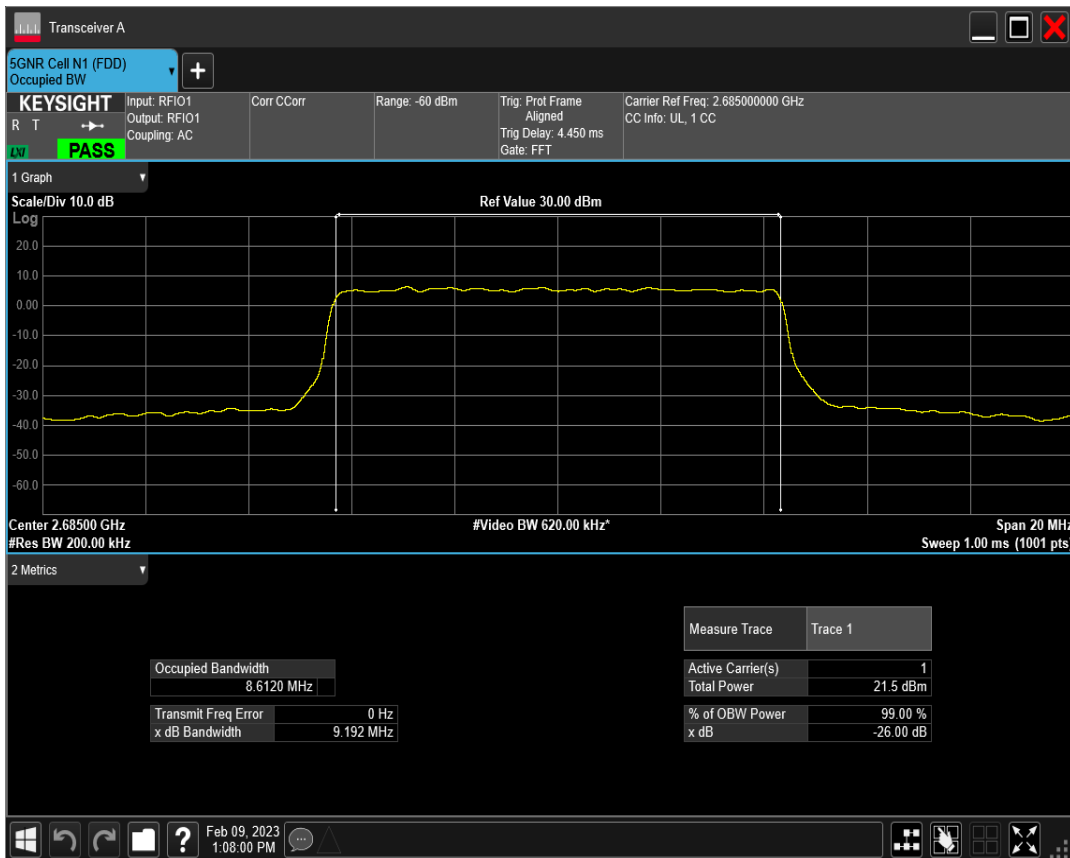 Transceiver A
5GNR Cell N1 (FDD)
Occupied BW
+
KEYSIGHT
R T
LXI
PASS
Input: RFIO1
Output: RFIO1
Coupling: AC
Corr CCorr
Range: -60 dBm
Trig: Prot Frame
Aligned
Trig Delay: 4.450 ms
Gate: FFT
Carrier Ref Freq: 2.685000000 GHz
CC Info: UL, 1 CC
1 Graph
Scale/Div 10.0 dB
Ref Value 30.00 dBm
Log
20.0
10.0
0.00
-10.0
-20.0
-30.0
-40.0
-50.0
-60.0
Center 2.68500 GHz
#Video BW 620.00 kHz*
Span 20 MHz
#Res BW 200.00 kHz
Sweep 1.00 ms (1001 pts)
2 Metrics
Measure Trace Trace 1
Occupied Bandwidth
8.6120 MHz
Active Carrier(s) 1
Total Power 21.5 dBm
Transmit Freq Error 0 Hz
x dB Bandwidth 9.192 MHz
% of OBW Power 99.00 %
x dB -26.00 dB
?
Feb 09, 2023
1:08:00 PM